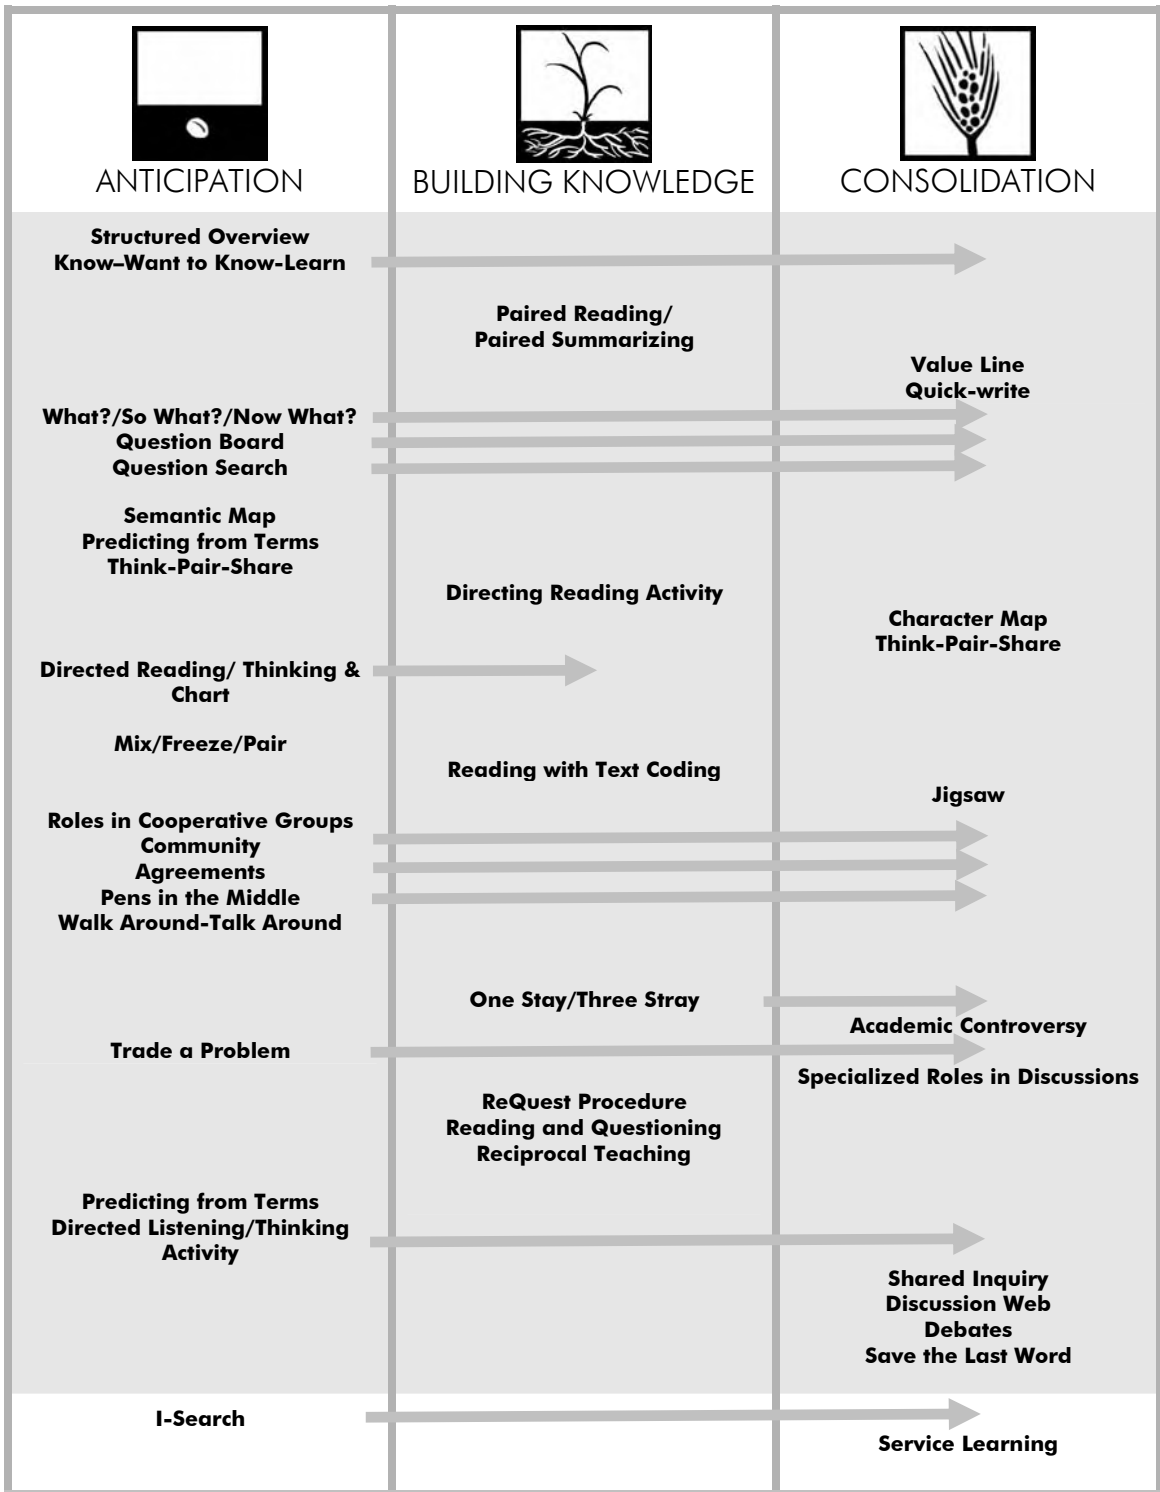 ANTICIPATION
BUILDING KNOWLEDGE
CONSOLIDATION
Structured Overview
Know–Want to Know-Learn
Paired Reading/
Paired Summarizing
Value Line
Quick-write
What?/So What?/Now What?
Question Board
Question Search
Semantic Map
Predicting from Terms
Think-Pair-Share
Directing Reading Activity
Character Map
Think-Pair-Share
Directed Reading/ Thinking &
Chart
Mix/Freeze/Pair
Reading with Text Coding
Jigsaw
Roles in Cooperative Groups
Community
Agreements
Pens in the Middle
Walk Around-Talk Around
One Stay/Three Stray
Academic Controversy
Trade a Problem
Specialized Roles in Discussions
ReQuest Procedure
Reading and Questioning
Reciprocal Teaching
Predicting from Terms
Directed Listening/Thinking
Activity
Shared Inquiry
Discussion Web
Debates
Save the Last Word
I-Search
Service Learning